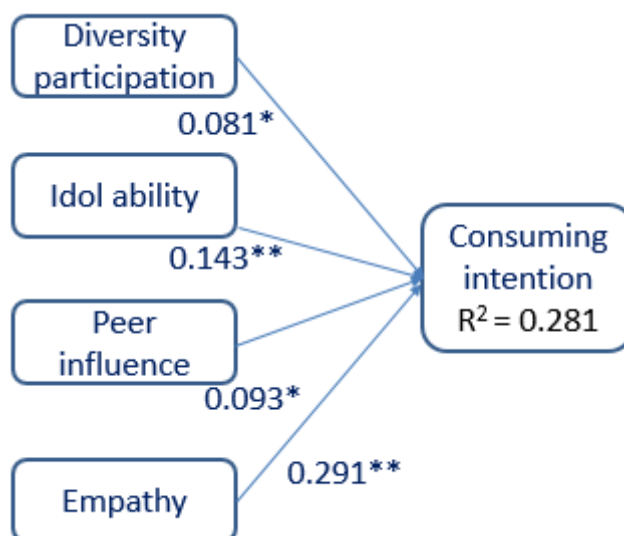 Diversity
participation
0.081*
Idol ability
0.143**
Consuming
intention
R² = 0.281
Peer
influence
0.093*
0.291**
Empathy